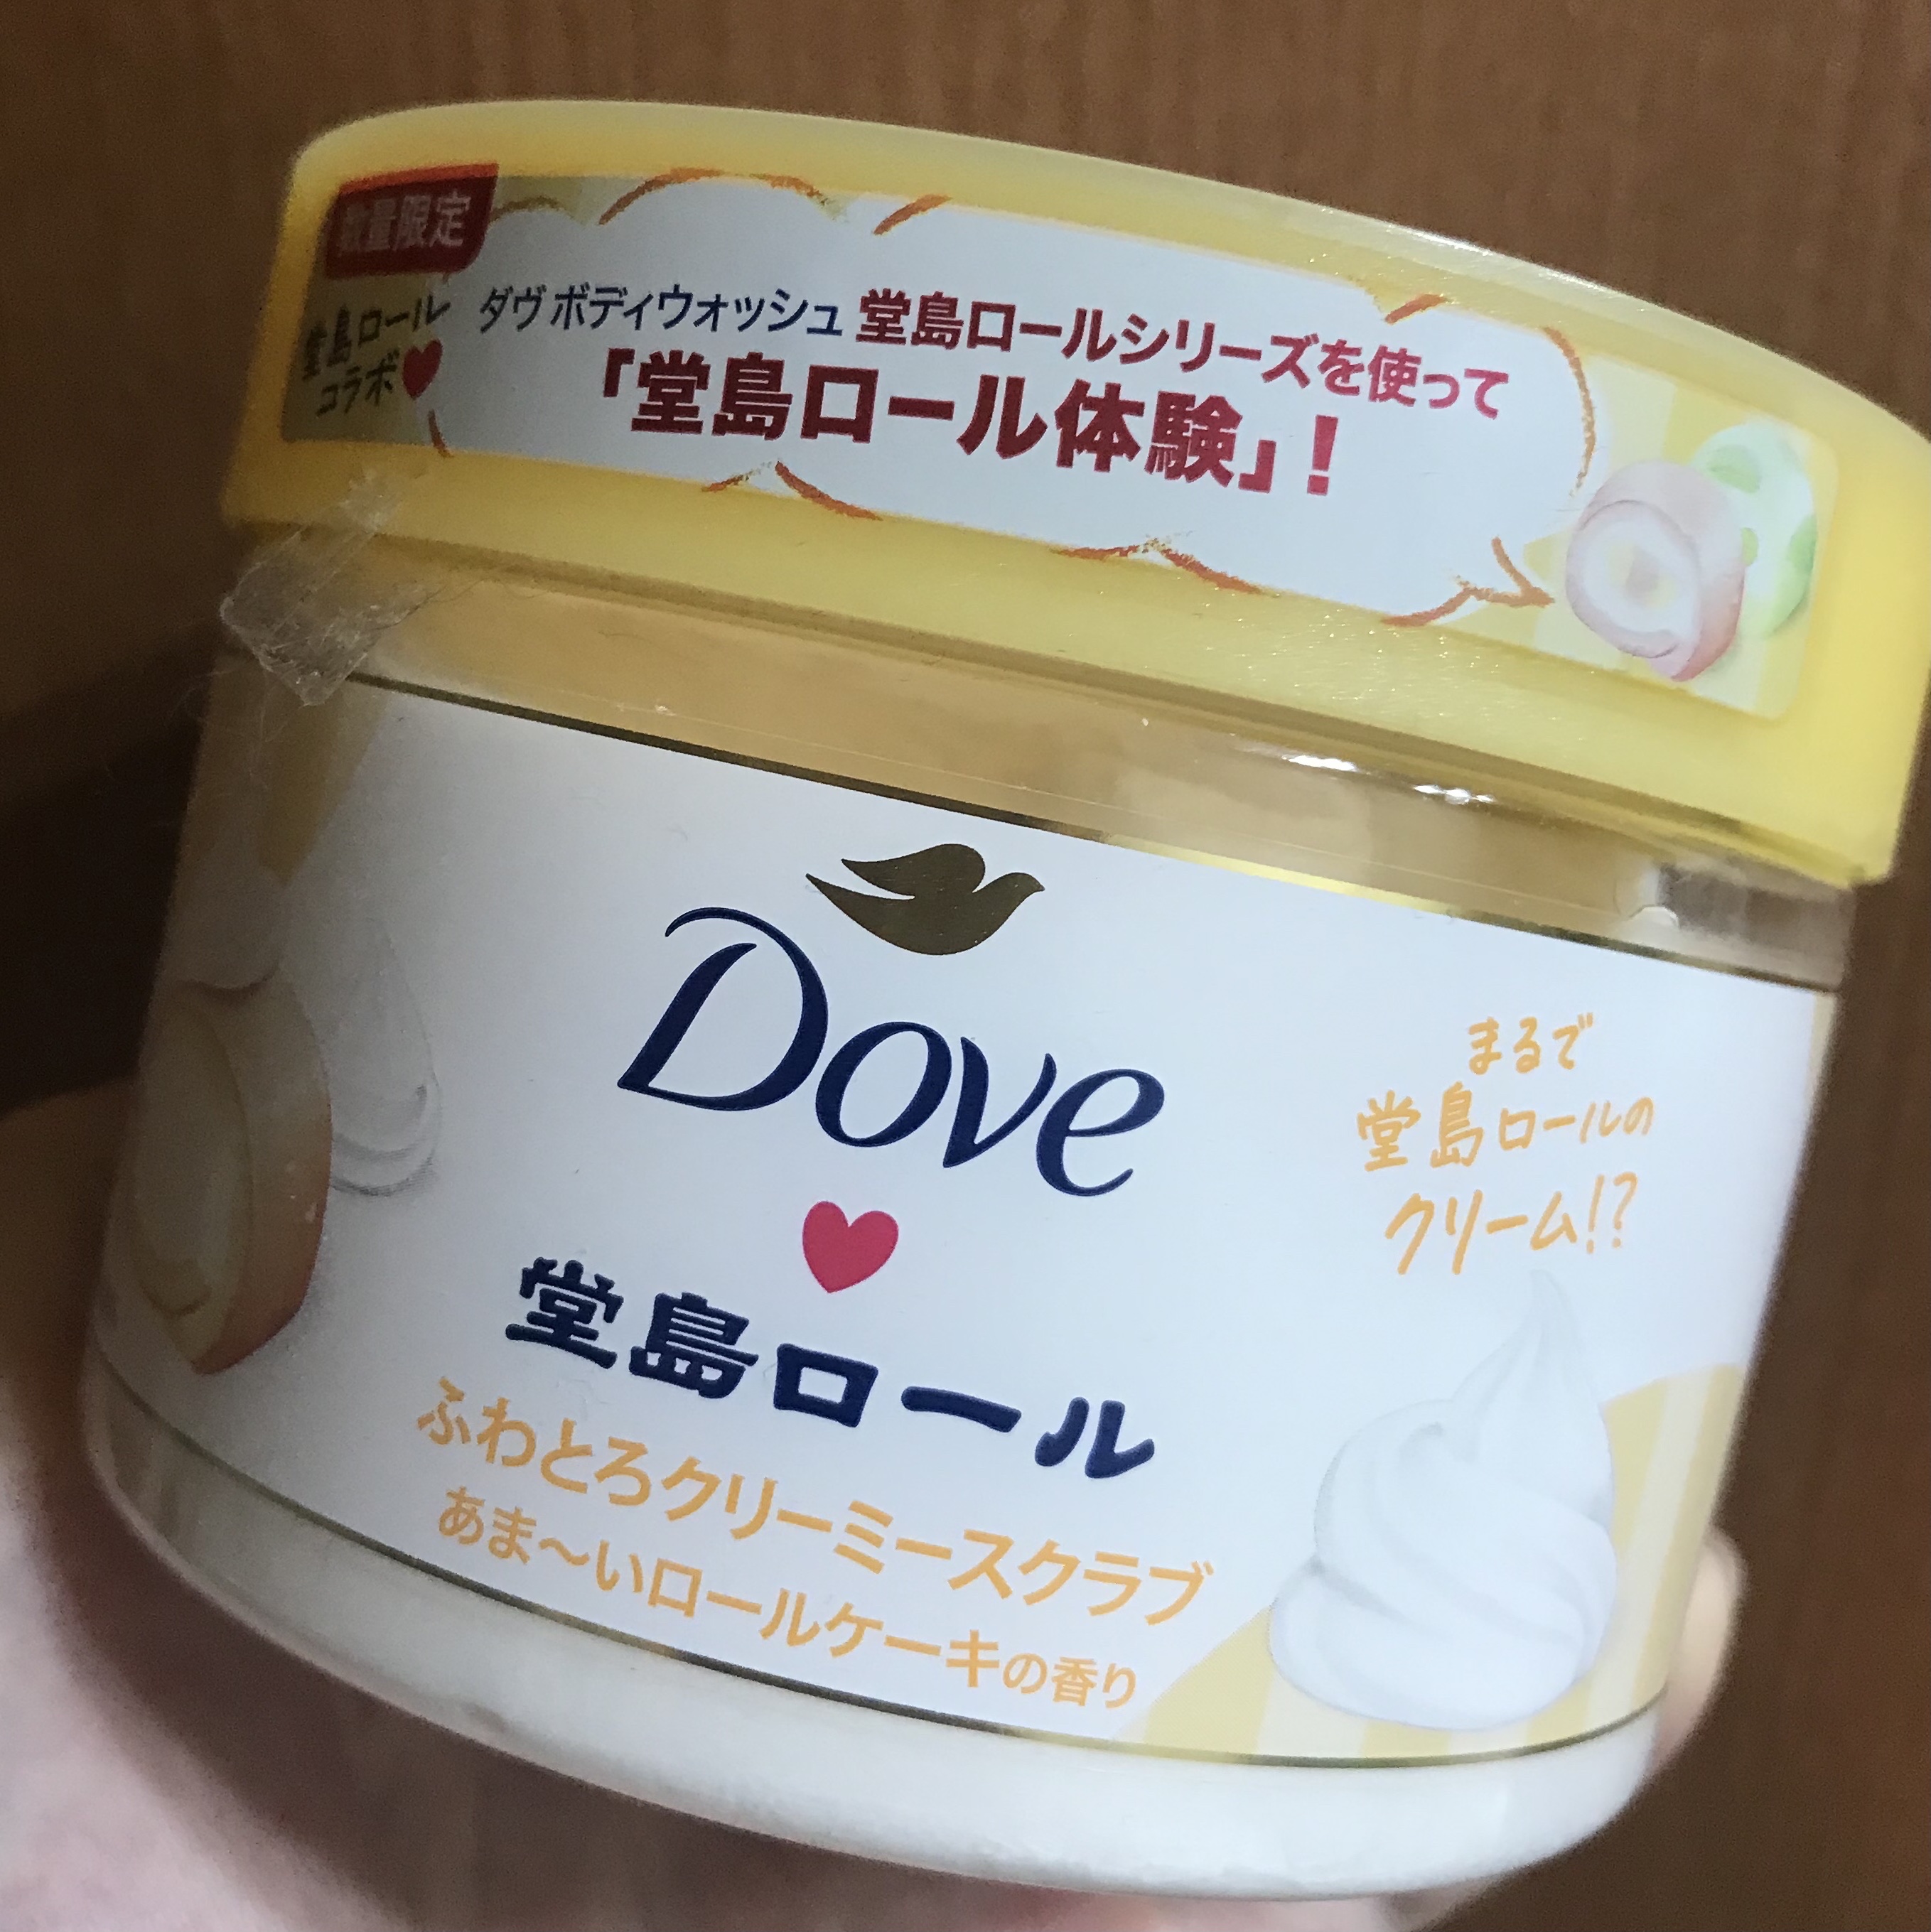 数量限定
堂島ロール
コラボ♥
ダヴ ボディウォッシュ 堂島ロールシリーズを使って
「堂島ロール体験」!
Dove
♥
堂島ロール
ふわとろクリーミースクラブ
あま〜いロールケーキの香り
まるで
堂島ロールの
クリーム!?